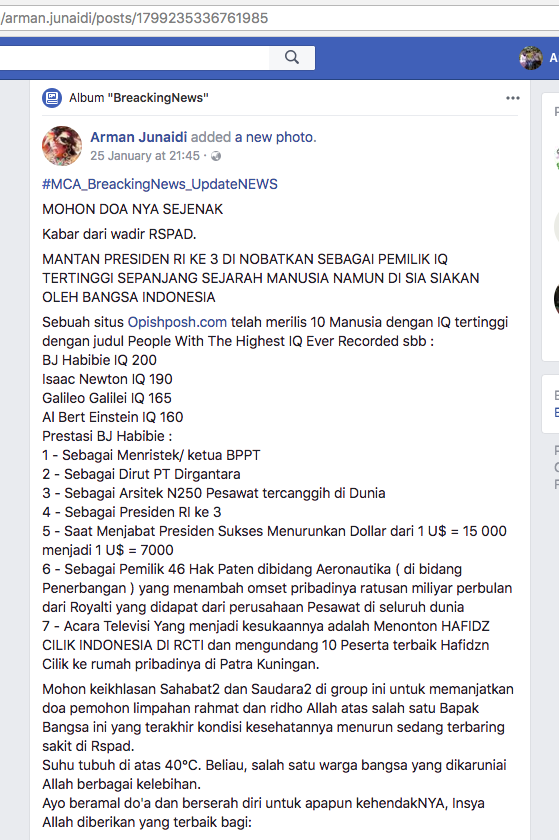 /arman.junaidi/posts/1799235336761985
Album "BreackingNews"
Arman Junaidi added a new photo.
25 January at 21:45 ·
#MCA_BreackingNews_UpdateNEWS
MOHON DOA NYA SEJENAK
Kabar dari wadir RSPAD.
MANTAN PRESIDEN RI KE 3 DI NOBATKAN SEBAGAI PEMILIK IQ
TERTINGGI SEPANJANG SEJARAH MANUSIA NAMUN DI SIA SIAKAN
OLEH BANGSA INDONESIA
Sebuah situs Opishposh.com telah merilis 10 Manusia dengan IQ tertinggi
dengan judul People With The Highest IQ Ever Recorded sbb :
BJ Habibie IQ 200
Isaac Newton IQ 190
Galileo Galilei IQ 165
Al Bert Einstein IQ 160
Prestasi BJ Habibie :
1 - Sebagai Menristek/ ketua BPPT
2 - Sebagai Dirut PT Dirgantara
3 - Sebagai Arsitek N250 Pesawat tercanggih di Dunia
4 - Sebagai Presiden RI ke 3
5 - Saat Menjabat Presiden Sukses Menurunkan Dollar dari 1 U$ = 15 000
menjadi 1 U$ = 7000
6 - Sebagai Pemilik 46 Hak Paten dibidang Aeronautika ( di bidang
Penerbangan ) yang menambah omset pribadinya ratusan miliyar perbulan
dari Royalti yang didapat dari perusahaan Pesawat di seluruh dunia
7 - Acara Televisi Yang menjadi kesukaannya adalah Menonton HAFIDZ
CILIK INDONESIA DI RCTI dan mengundang 10 Peserta terbaik Hafidzn
Cilik ke rumah pribadinya di Patra Kuningan.
Mohon keikhlasan Sahabat2 dan Saudara2 di group ini untuk memanjatkan
doa pemohon limpahan rahmat dan ridho Allah atas salah satu Bapak
Bangsa ini yang terakhir kondisi kesehatannya menurun sedang terbaring
sakit di Rspad.
Suhu tubuh di atas 40°C. Beliau, salah satu warga bangsa yang dikaruniai
Allah berbagai kelebihan.
Ayo beramal do'a dan berserah diri untuk apapun kehendakNYA, Insya
Allah diberikan yang terbaik bagi: